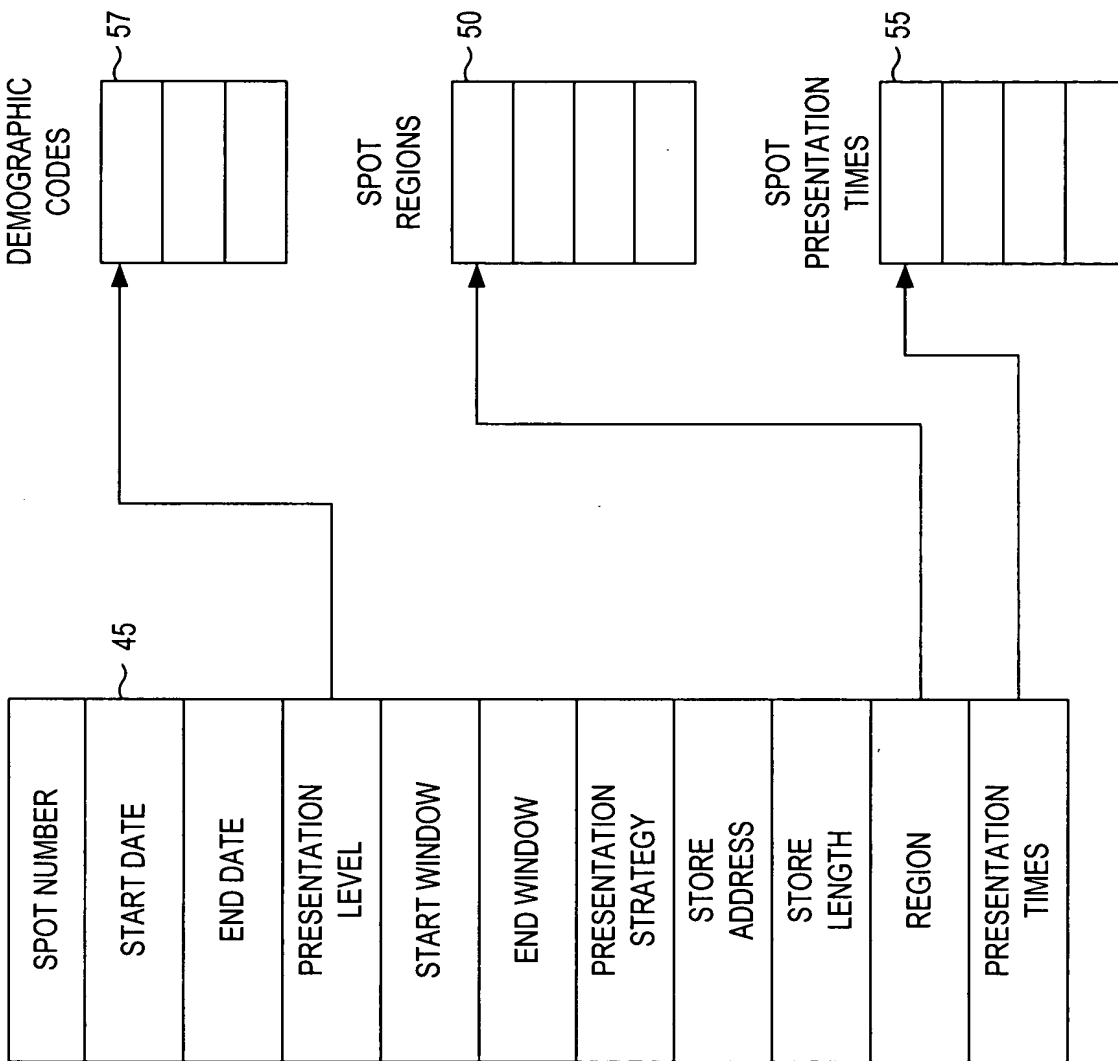 SPOT NUMBER
START DATE
45
END DATE
PRESENTATION
LEVEL
START WINDOW
END WINDOW
PRESENTATION
STRATEGY
STORE
ADDRESS
STORE
LENGTH
REGION
PRESENTATION
TIMES
DEMOGRAPHIC
CODES
57
SPOT
REGIONS
50
SPOT
PRESENTATION
TIMES
55